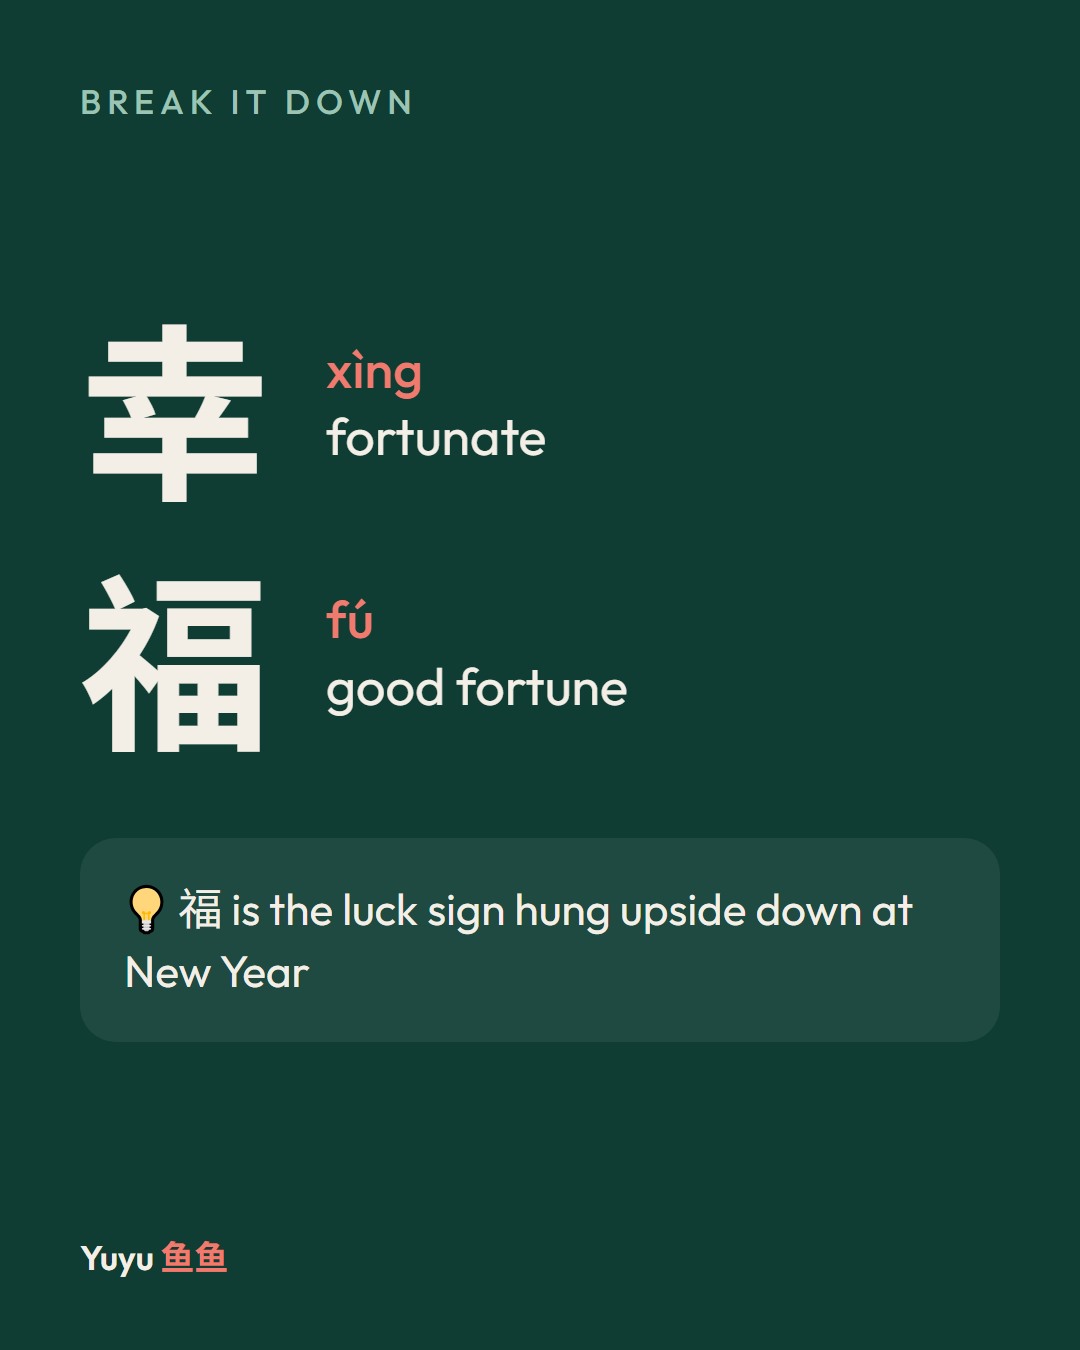 BREAK IT DOWN
幸
xìng
fortunate
福
fú
good fortune
💡 福 is the luck sign hung upside down at
New Year
Yuyu 鱼鱼